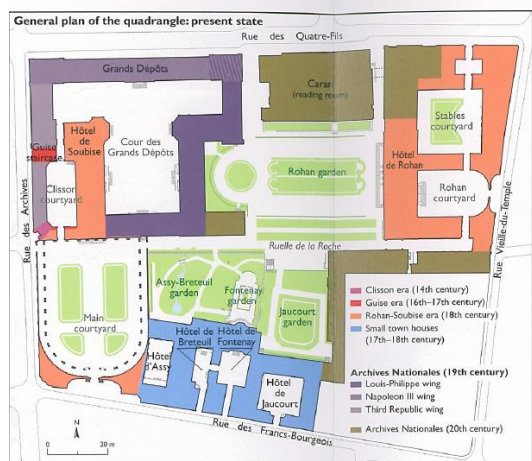 General plan of the quadrangle: present state
Rue des Quatre-Fils
Grands Dépôts
Caran
(reading room)
Stables
courtyard
Hôtel
de
Soubise
Cour des
Grands Dépôts
Guise
staircase
Hôtel
de Rohan
Clisson
courtyard
Rohan garden
Rohan
courtyard
Rue des Archives
Ruelle de la Roche
Rue Vieille-du-Temple
Assy-Breteuil
garden
Fontenay
garden
Jaucourt
garden
Main
courtyard
Hôtel de
Breteuil
Hôtel de
Fontenay
Hôtel
d'Assy
Hôtel
de
Jaucourt
Rue des Francs-Bourgeois
N
0 20 m
Clisson era (14th century)
Guise era (16th–17th century)
Rohan-Soubise era (18th century)
Small town houses
(17th–18th century)
Archives Nationales (19th century)
Louis-Philippe wing
Napoleon III wing
Third Republic wing
Archives Nationales (20th century)